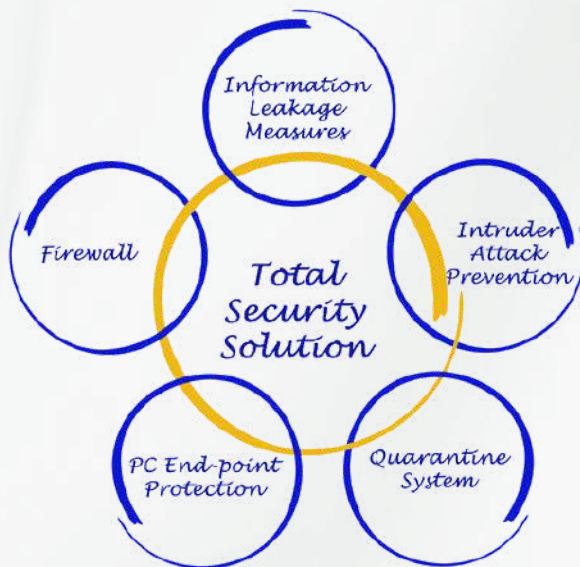 Information
Leakage
Measures
Firewall
Intruder
Attack
Prevention
Total
Security
Solution
PC End-point
Protection
Quarantine
System